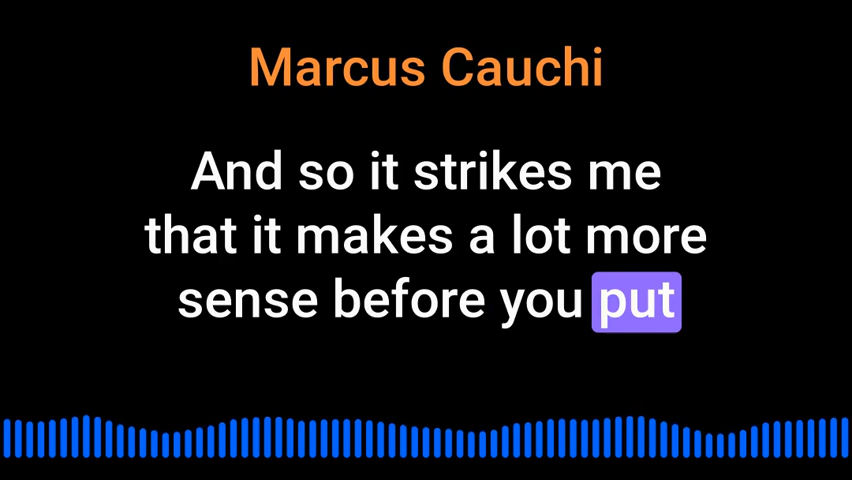 Marcus Cauchi
And so it strikes me
that it makes a lot more
sense before you put